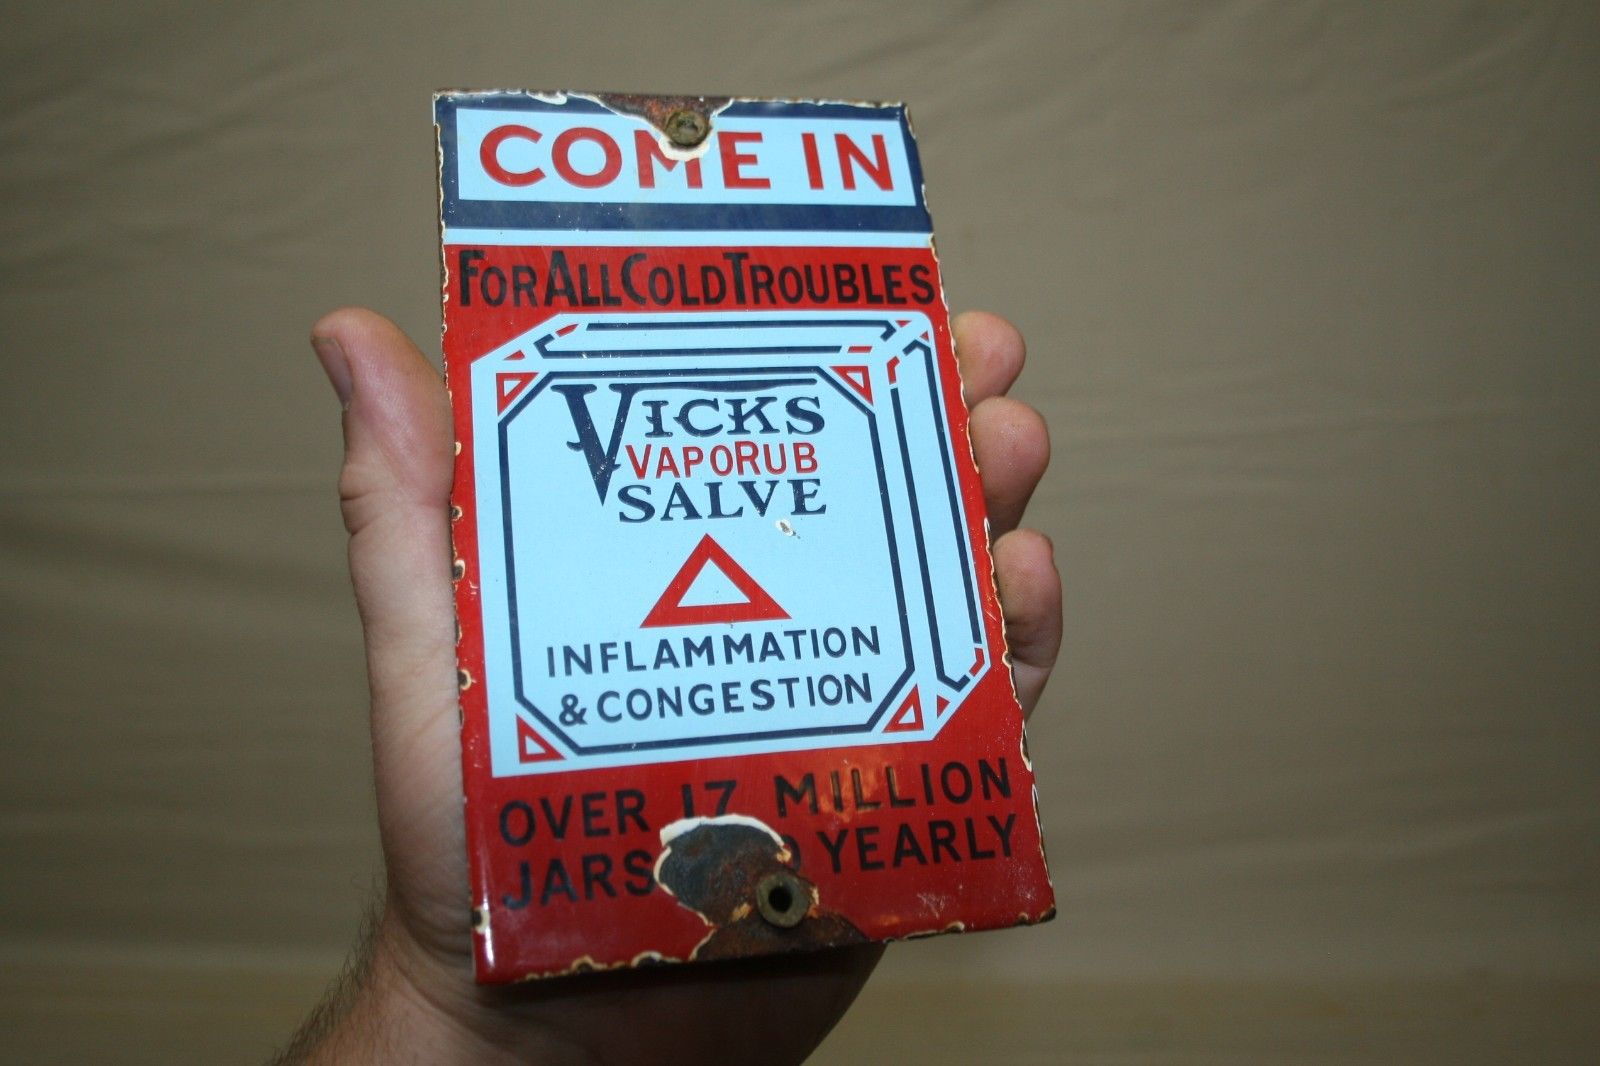 COME IN
FOR ALL COLD TROUBLES
VICKS
VAPORUB
SALVE
INFLAMMATION
& CONGESTION
OVER 17 MILLION
JARS YEARLY